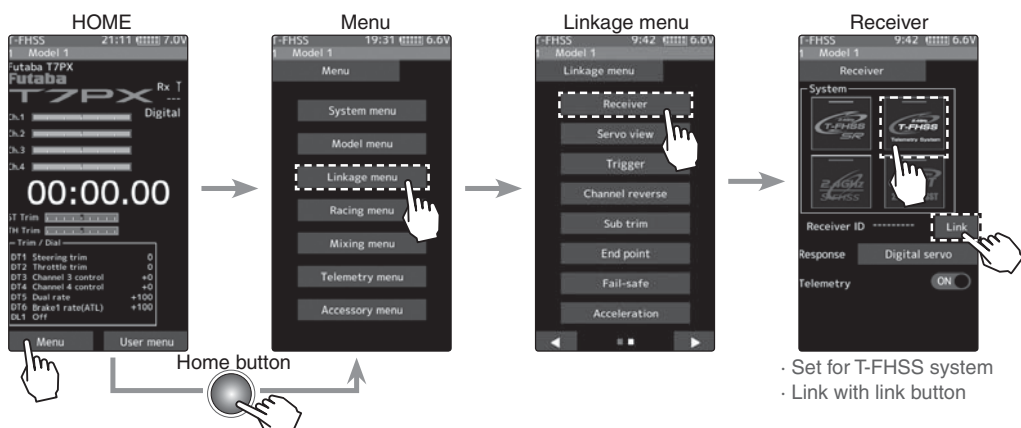 HOME
T-FHSS 21:11 7.0V
Model 1
Futaba T7PX
Futaba
T7PX
Rx
---
Digital
Ch.1
Ch.2
Ch.3
Ch.4
00:00.00
ST Trim
TH Trim
Trim / Dial
DT1 Steering trim 0
DT2 Throttle trim 0
DT3 Channel 3 control +0
DT4 Channel 4 control +0
DT5 Dual rate +100
DT6 Brake1 rate(ATL) +100
DL1 Off
Menu User menu
Home button
Menu
T-FHSS 19:31 6.6V
1 Model 1
Menu
System menu
Model menu
Linkage menu
Racing menu
Mixing menu
Telemetry menu
Accessory menu
Linkage menu
T-FHSS 9:42 6.6V
1 Model 1
Linkage menu
Receiver
Servo view
Trigger
Channel reverse
Sub trim
End point
Fail-safe
Acceleration
Receiver
T-FHSS 9:42 6.6V
1 Model 1
Receiver
System
T-FHSS
SR
T-FHSS
Telemetry System
2.4GHz
S-FHSS
Receiver ID --------- Link
Response Digital servo
Telemetry ON
· Set for T-FHSS system
· Link with link button